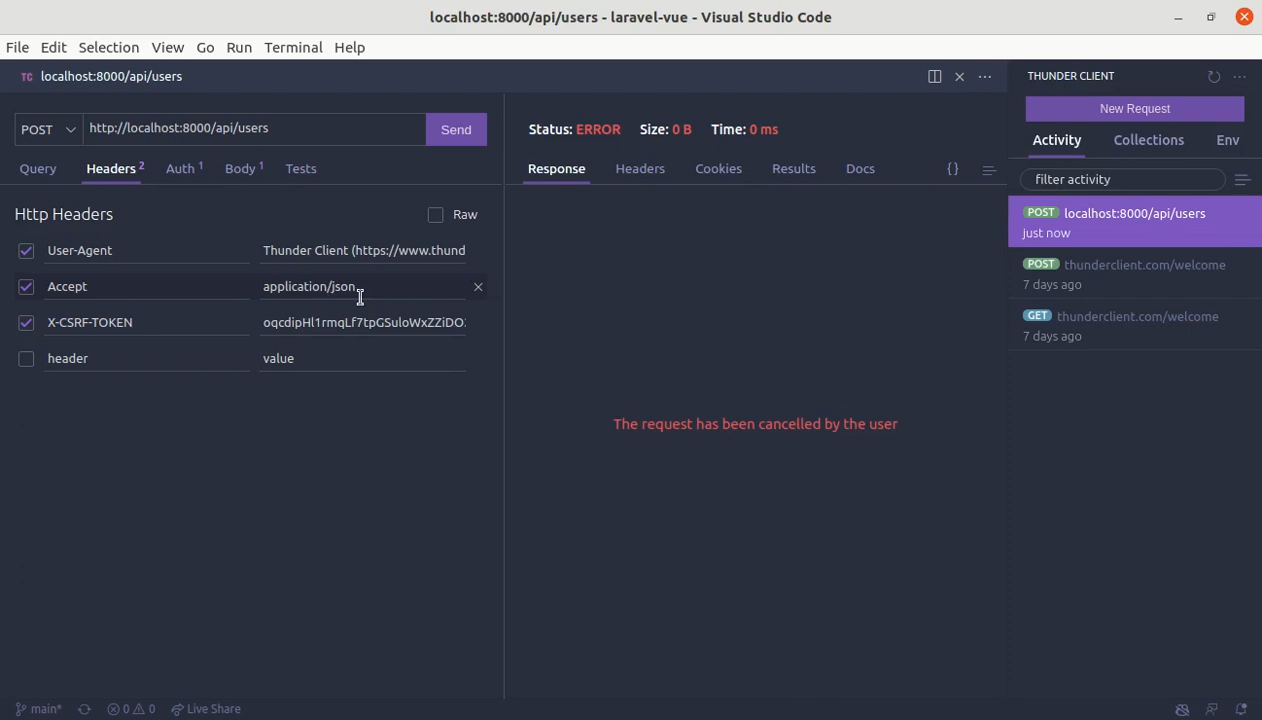 localhost:8000/api/users - laravel-vue - Visual Studio Code
File Edit Selection View Go Run Terminal Help
TC localhost:8000/api/users
POST http://localhost:8000/api/users Send
Query Headers 2 Auth 1 Body 1 Tests
Http Headers Raw
User-Agent Thunder Client (https://www.thund
Accept application/json
X-CSRF-TOKEN
header value
Status: ERROR Size: 0 B Time: 0 ms
Response Headers Cookies Results Docs {}
The request has been cancelled by the user
THUNDER CLIENT
New Request
Activity Collections Env
filter activity
POST localhost:8000/api/users
just now
POST thunderclient.com/welcome
7 days ago
GET thunderclient.com/welcome
7 days ago
main* 0 0 Live Share